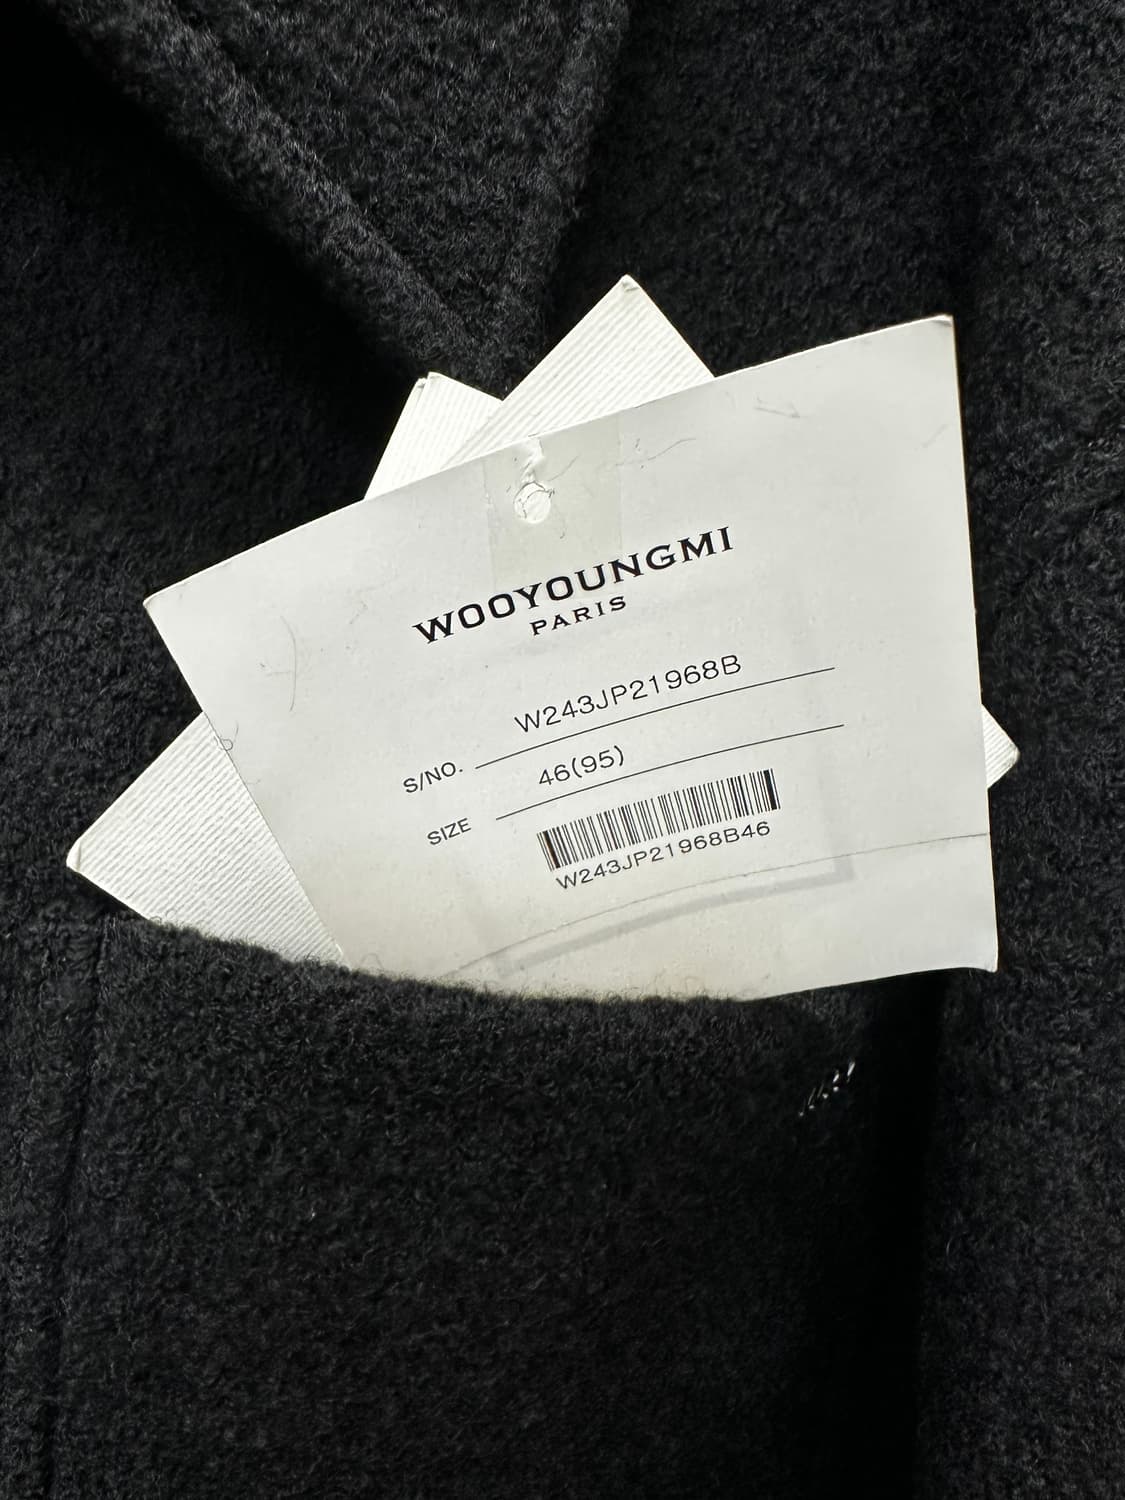 WOOYOUNGMI
PARIS
S/NO. W243JP21968B
SIZE 46(95)
W243JP21968B46